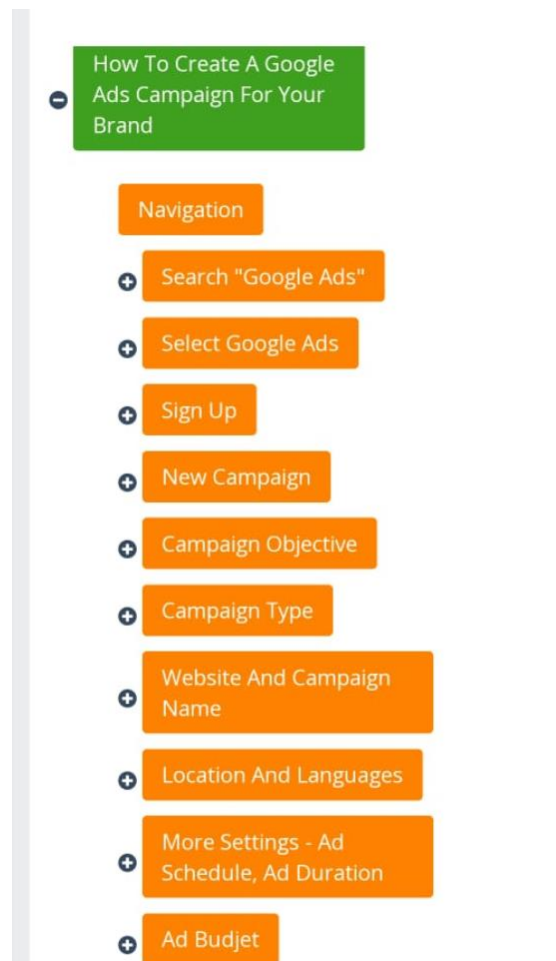 How To Create A Google
Ads Campaign For Your
Brand
Navigation
Search "Google Ads"
Select Google Ads
Sign Up
New Campaign
Campaign Objective
Campaign Type
Website And Campaign
Name
Location And Languages
More Settings - Ad
Schedule, Ad Duration
Ad Budjet